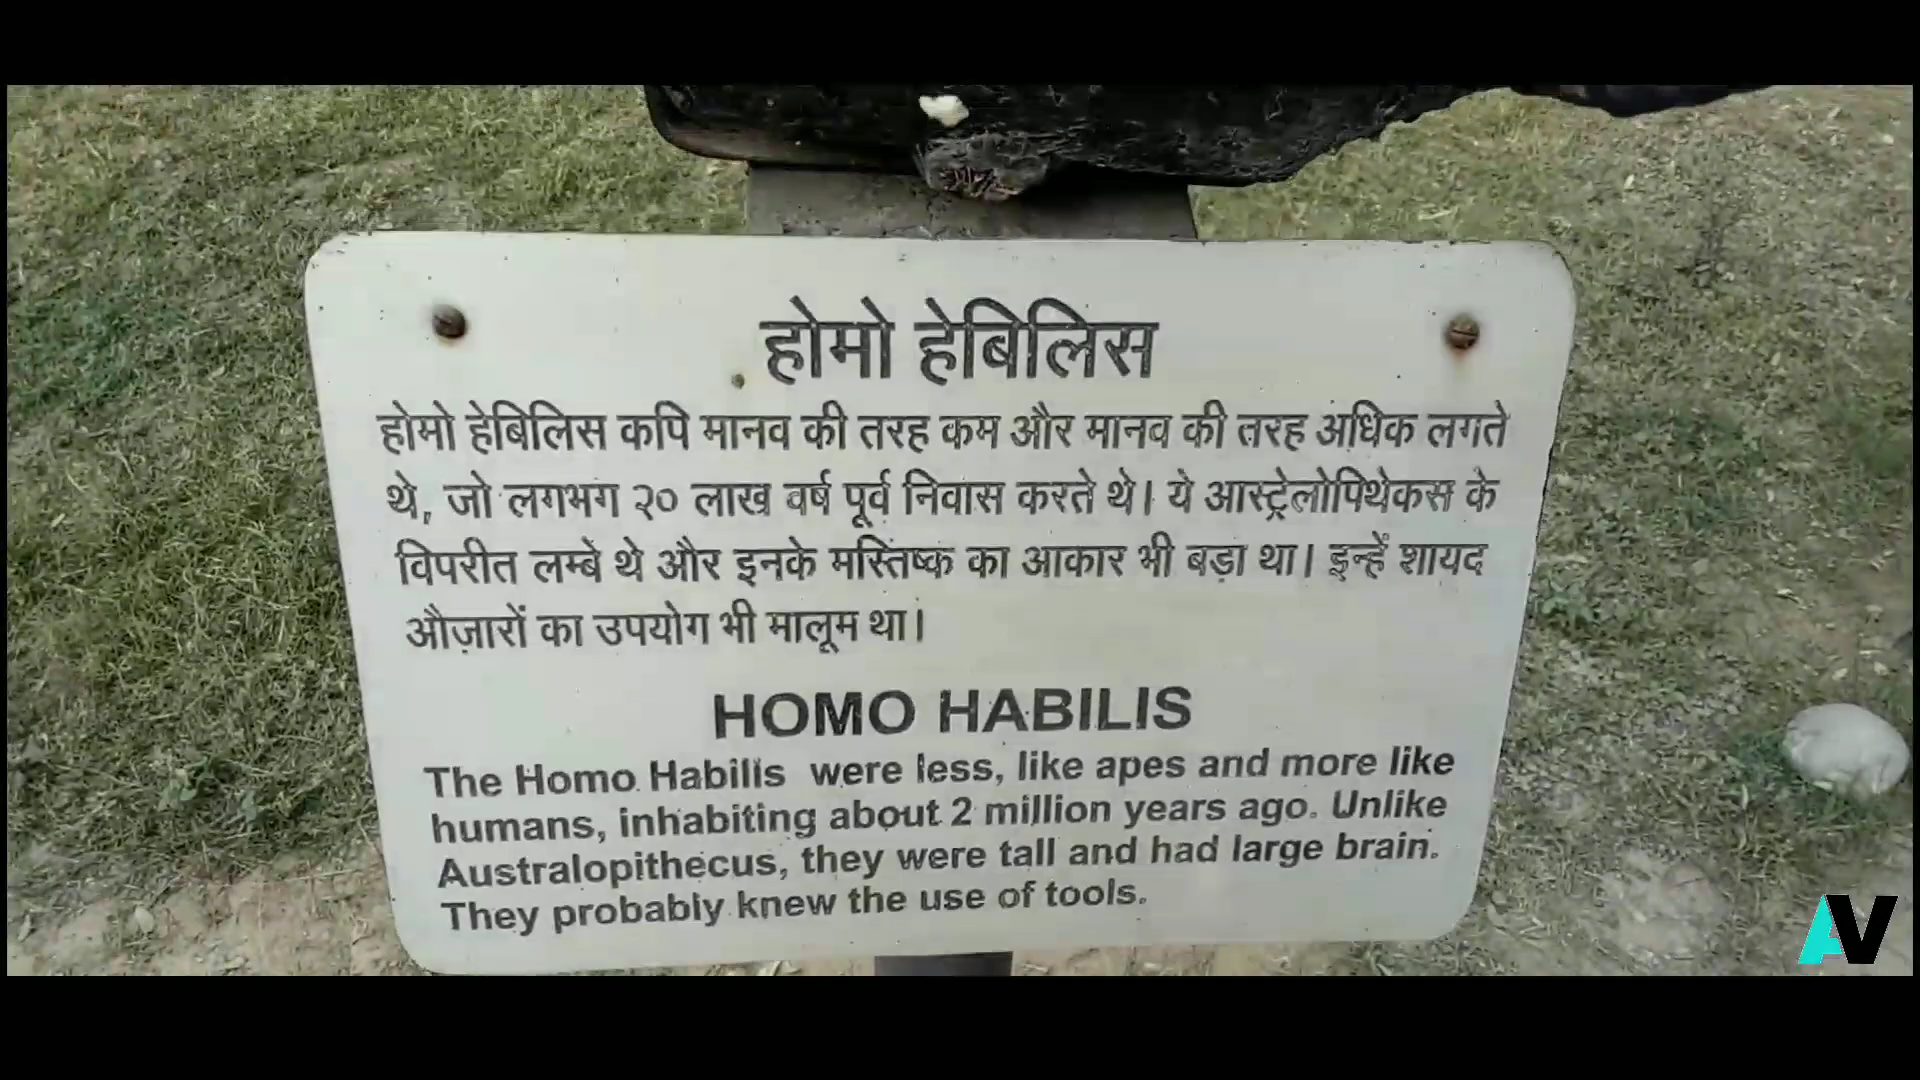 होमो हेबिलिस
होमो हेबिलिस कपि मानव की तरह कम और मानव की तरह अधिक लगते
थे, जो लगभग २० लाख वर्ष पूर्व निवास करते थे। ये आस्ट्रेलोपिथेकस के
विपरीत लम्बे थे और इनके मस्तिष्क का आकार भी बड़ा था। इन्हें शायद
औज़ारों का उपयोग भी मालूम था।
HOMO HABILIS
The Homo Habilis were less, like apes and more like
humans, inhabiting about 2 million years ago. Unlike
Australopithecus, they were tall and had large brain.
They probably knew the use of tools.
AV